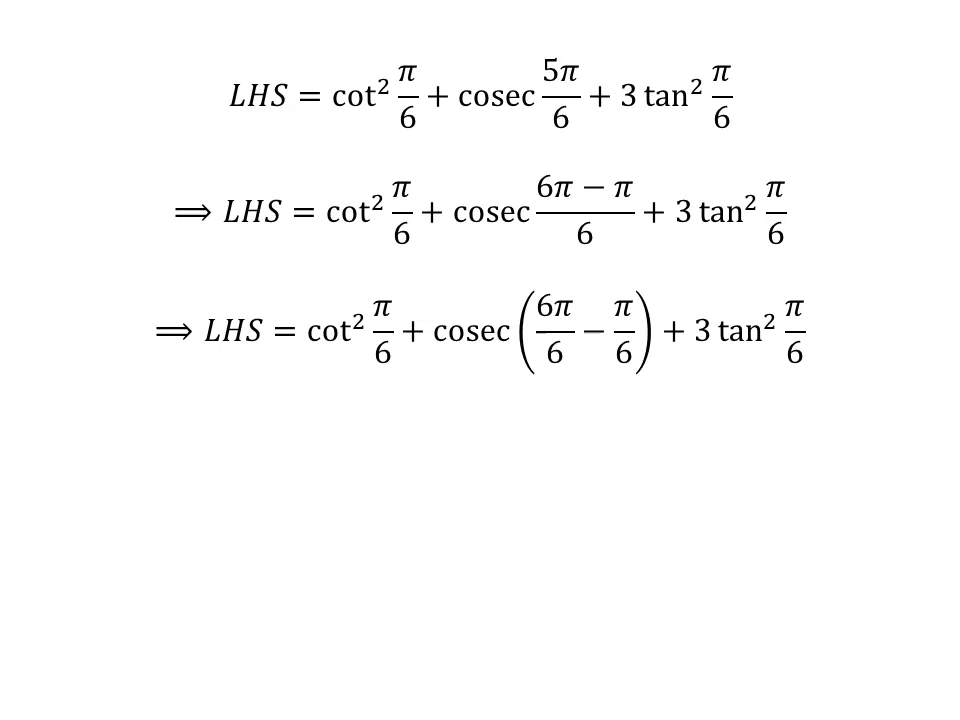 LHS = cot² π/6 + cosec 5π/6 + 3 tan² π/6
⟹ LHS = cot² π/6 + cosec (6π − π)/6 + 3 tan² π/6
⟹ LHS = cot² π/6 + cosec (6π/6 − π/6) + 3 tan² π/6